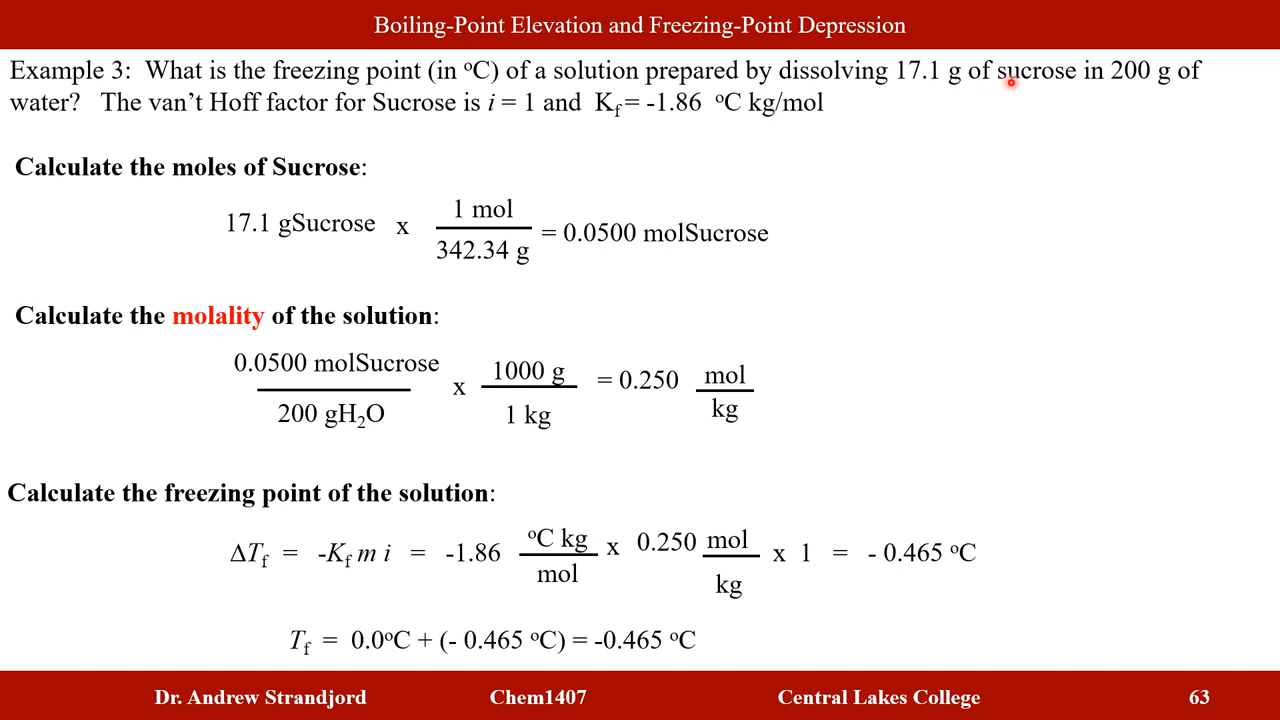 Boiling-Point Elevation and Freezing-Point Depression
Example 3: What is the freezing point (in ᵒC) of a solution prepared by dissolving 17.1 g of sucrose in 200 g of
water? The van’t Hoff factor for Sucrose is i = 1 and K_f = -1.86 ᵒC kg/mol
Calculate the moles of Sucrose:
17.1 gSucrose x 1 mol / 342.34 g = 0.0500 molSucrose
Calculate the molality of the solution:
0.0500 molSucrose / 200 gH₂O x 1000 g / 1 kg = 0.250 mol / kg
Calculate the freezing point of the solution:
ΔT_f = -K_f m i = -1.86 ᵒC kg / mol x 0.250 mol / kg x 1 = - 0.465 ᵒC
T_f = 0.0ᵒC + (- 0.465 ᵒC) = -0.465 ᵒC
Dr. Andrew Strandjord Chem1407 Central Lakes College 63